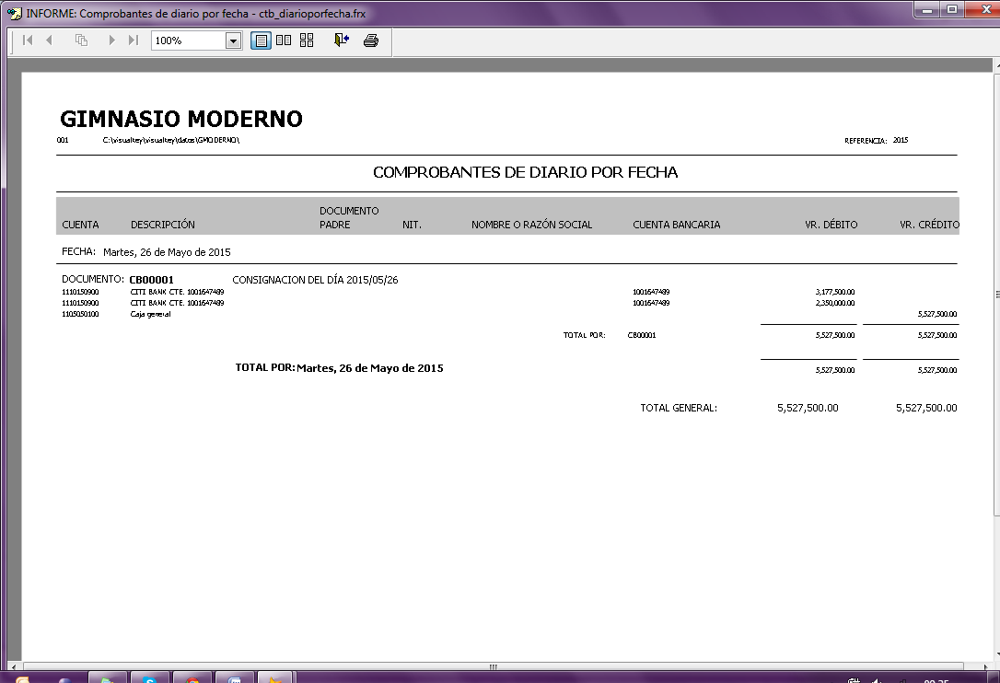 INFORME: Comprobantes de diario por fecha - ctb_diarioporfecha.frx
100%
GIMNASIO MODERNO
001 C:\visualkey\visualkey\datos\GMODERNO\ REFERENCIA: 2015
COMPROBANTES DE DIARIO POR FECHA
CUENTA DESCRIPCIÓN DOCUMENTO PADRE NIT. NOMBRE O RAZÓN SOCIAL CUENTA BANCARIA VR. DÉBITO VR. CRÉDITO
FECHA: Martes, 26 de Mayo de 2015
DOCUMENTO: CB00001 CONSIGNACION DEL DÍA 2015/05/26
1110150900 CITI BANK CTE. 1001647489 1001647489 3,177,500.00
1110150900 CITI BANK CTE. 1001647489 1001647489 2,350,000.00
1105050100 Caja general 5,527,500.00
TOTAL POR: CB00001 5,527,500.00 5,527,500.00
TOTAL POR: Martes, 26 de Mayo de 2015 5,527,500.00 5,527,500.00
TOTAL GENERAL: 5,527,500.00 5,527,500.00